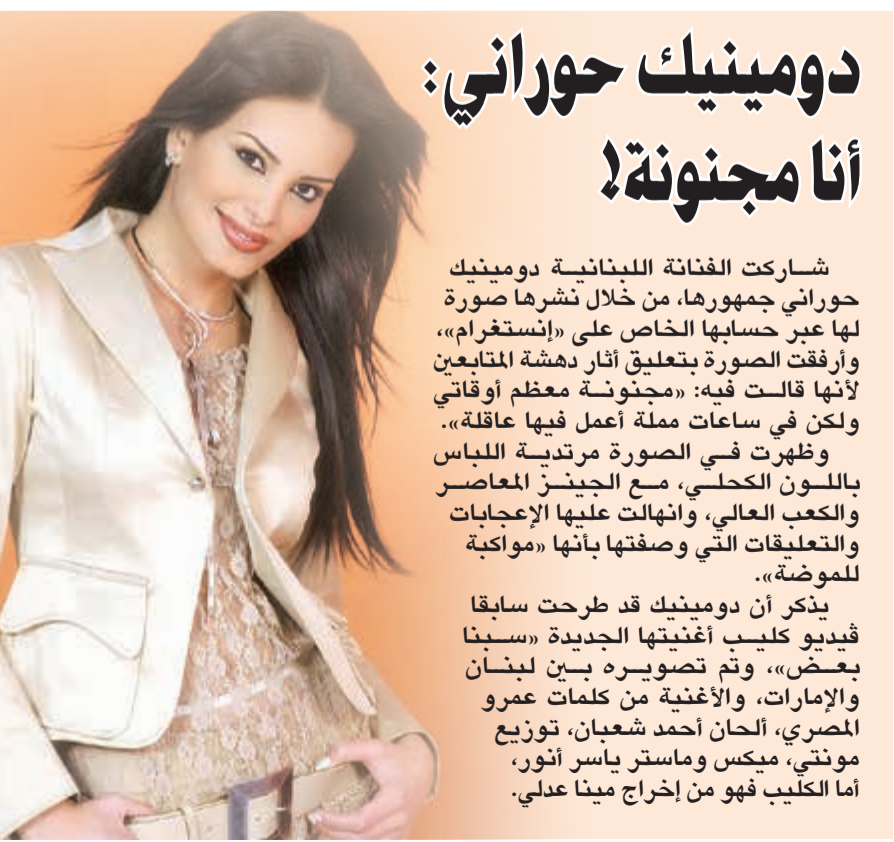 دومينيك حوراني:
أنا مجنونة!
شاركت الفنانة اللبنانية دومينيك
حوراني جمهورها، من خلال نشرها صورة
لها عبر حسابها الخاص على «إنستغرام»،
وأرفقت الصورة بتعليق أثار دهشة المتابعين
لأنها قالت فيه: «مجنونة معظم أوقاتي
ولكن في ساعات مملة أعمل فيها عاقلة».
وظهرت في الصورة مرتدية اللباس
باللون الكحلي، مع الجينز المعاصر
والكعب العالي، وانهالت عليها الإعجابات
والتعليقات التي وصفتها بأنها «مواكبة
للموضة».
يذكر أن دومينيك قد طرحت سابقا
ڤيديو كليب أغنيتها الجديدة «سبنا
بعض»، وتم تصويره بين لبنان
والإمارات، والأغنية من كلمات عمرو
المصري، ألحان أحمد شعبان، توزيع
مونتي، ميكس وماستر ياسر أنور،
أما الكليب فهو من إخراج مينا عدلي.